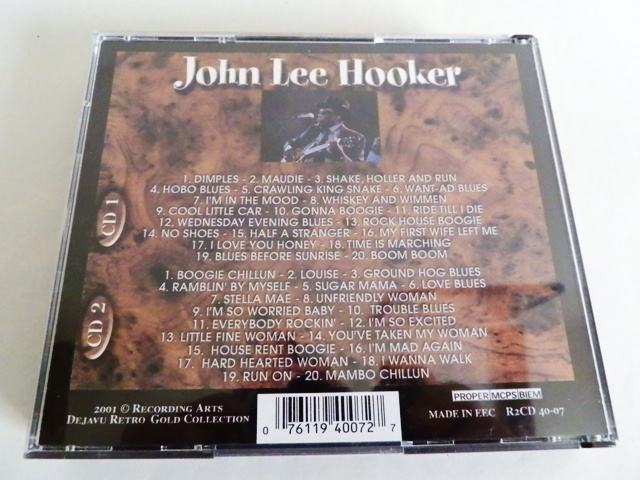 John Lee Hooker
CD 1
1. DIMPLES - 2. MAUDIE - 3. SHAKE, HOLLER AND RUN
4. HOBO BLUES - 5. CRAWLING KING SNAKE - 6. WANT-AD BLUES
7. I'M IN THE MOOD - 8. WHISKEY AND WIMMEN
9. COOL LITTLE CAR - 10. GONNA BOOGIE - 11. RIDE TILL I DIE
12. WEDNESDAY EVENING BLUES - 13. ROCK HOUSE BOOGIE
14. NO SHOES - 15. HALF A STRANGER - 16. MY FIRST WIFE LEFT ME
17. I LOVE YOU HONEY - 18. TIME IS MARCHING
19. BLUES BEFORE SUNRISE - 20. BOOM BOOM
CD 2
1. BOOGIE CHILLUN - 2. LOUISE - 3. GROUND HOG BLUES
4. RAMBLIN' BY MYSELF - 5. SUGAR MAMA - 6. LOVE BLUES
7. STELLA MAE - 8. UNFRIENDLY WOMAN
9. I'M SO WORRIED BABY - 10. TROUBLE BLUES
11. EVERYBODY ROCKIN' - 12. I'M SO EXCITED
13. LITTLE FINE WOMAN - 14. YOU'VE TAKEN MY WOMAN
15. HOUSE RENT BOOGIE - 16. I'M MAD AGAIN
17. HARD HEARTED WOMAN - 18. I WANNA WALK
19. RUN ON - 20. MAMBO CHILLUN
2001 © RECORDING ARTS
DEJAVU RETRO GOLD COLLECTION
0 76119 40072 7
PROPER MCPS BIEM
MADE IN EEC R2CD 40-07